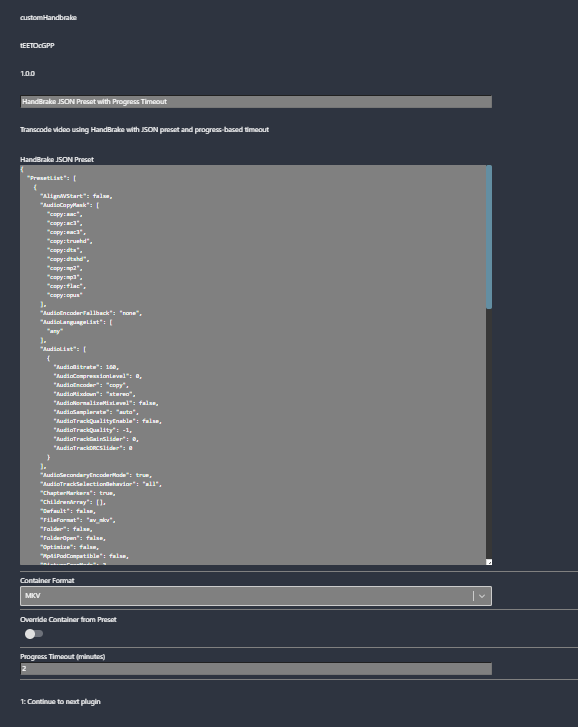 customHandbrake
tEETOcGPP
1.0.0
HandBrake JSON Preset with Progress Timeout
Transcode video using HandBrake with JSON preset and progress-based timeout
HandBrake JSON Preset
{
"PresetList": [
{
"AlignAVStart": false,
"AudioCopyMask": [
"copy:aac",
"copy:ac3",
"copy:eac3",
"copy:truehd",
"copy:dts",
"copy:dtshd",
"copy:mp2",
"copy:mp3",
"copy:flac",
"copy:opus"
],
"AudioEncoderFallback": "none",
"AudioLanguageList": [
"any"
],
"AudioList": [
{
"AudioBitrate": 160,
"AudioCompressionLevel": 0,
"AudioEncoder": "copy",
"AudioMixdown": "stereo",
"AudioNormalizeMixLevel": false,
"AudioSamplerate": "auto",
"AudioTrackQualityEnable": false,
"AudioTrackQuality": -1,
"AudioTrackGainSlider": 0,
"AudioTrackDRCSlider": 0
}
],
"AudioSecondaryEncoderMode": true,
"AudioTrackSelectionBehavior": "all",
"ChapterMarkers": true,
"ChildrenArray": [],
"Default": false,
"FileFormat": "av_mkv",
"Folder": false,
"FolderOpen": false,
"Optimize": false,
"Mp4iPodCompatible": false,
Container Format
MKV
Override Container from Preset
Progress Timeout (minutes)
2
1: Continue to next plugin